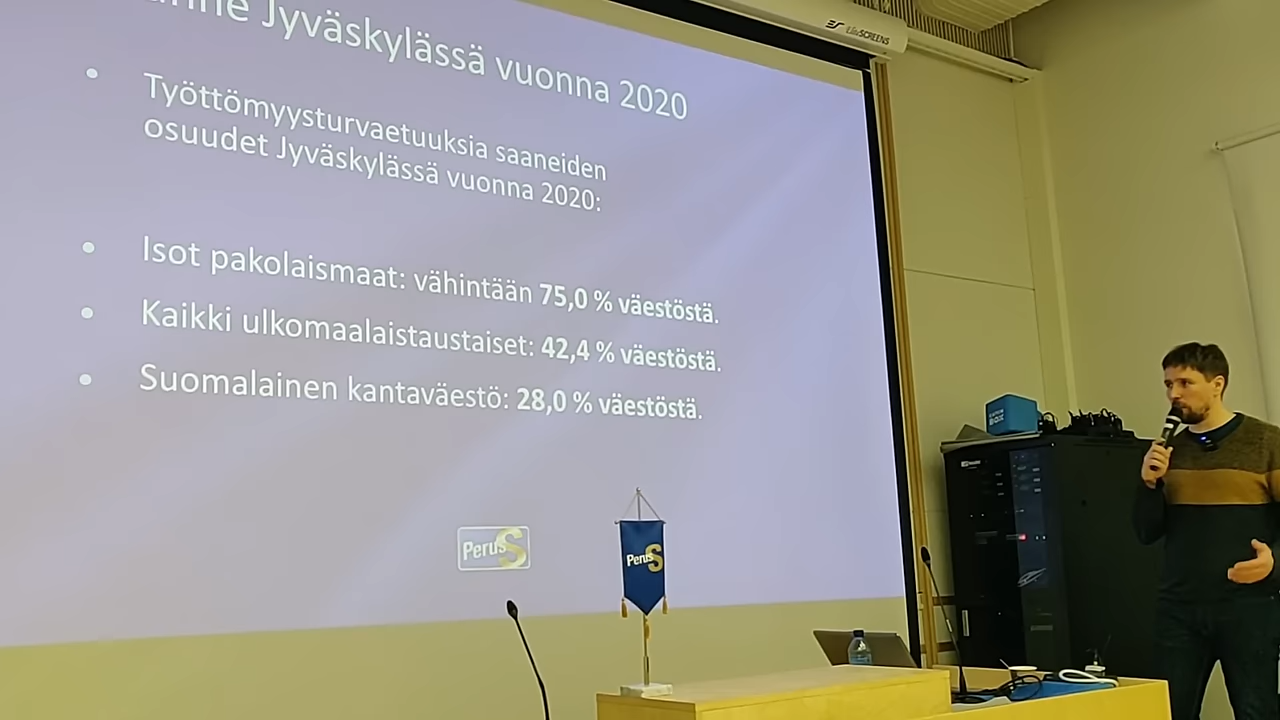 Jyväskylässä vuonna 2020
Työttömyysturvaetuuksia saaneiden
osuudet Jyväskylässä vuonna 2020:
Isot pakolaismaat: vähintään 75,0 % väestöstä.
Kaikki ulkomaalaistaustaiset: 42,4 % väestöstä.
Suomalainen kantaväestö: 28,0 % väestöstä.
PerusS
PerusS
EliteSCREENS